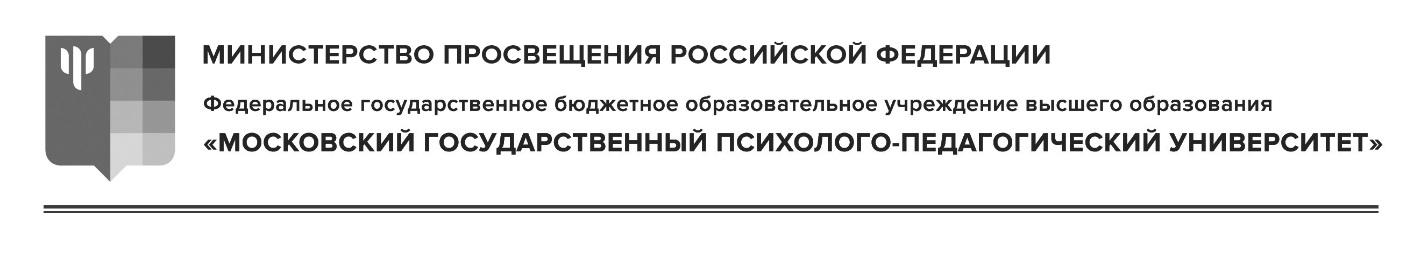 МИНИСТЕРСТВО ПРОСВЕЩЕНИЯ РОССИЙСКОЙ ФЕДЕРАЦИИ
Федеральное государственное бюджетное образовательное учреждение высшего образования
«МОСКОВСКИЙ ГОСУДАРСТВЕННЫЙ ПСИХОЛОГО-ПЕДАГОГИЧЕСКИЙ УНИВЕРСИТЕТ»